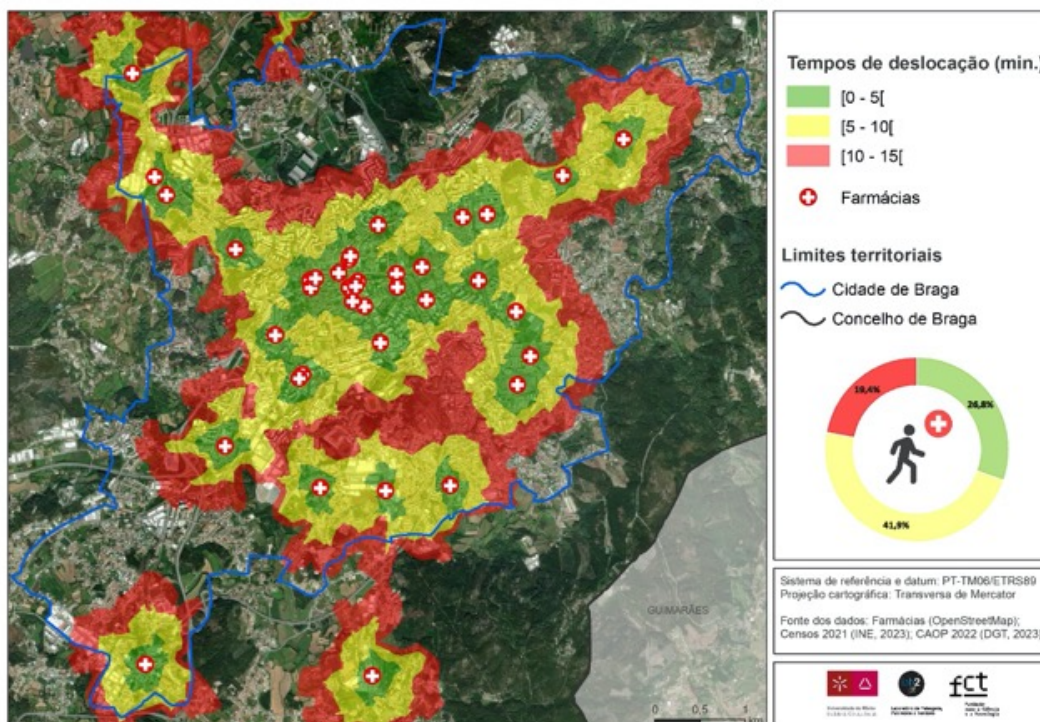 Tempos de deslocação (min.)
[0 - 5[
[5 - 10[
[10 - 15[
Farmácias
Limites territoriais
Cidade de Braga
Concelho de Braga
19,4%
26,8%
41,9%
GUIMARÃES
0 0,5 1
Sistema de referência e datum: PT-TM06/ETRS89
Projeção cartográfica: Transversa de Mercator
Fonte dos dados: Farmácias (OpenStreetMap);
Censos 2021 (INE, 2023); CAOP 2022 (DGT, 2023)
fct